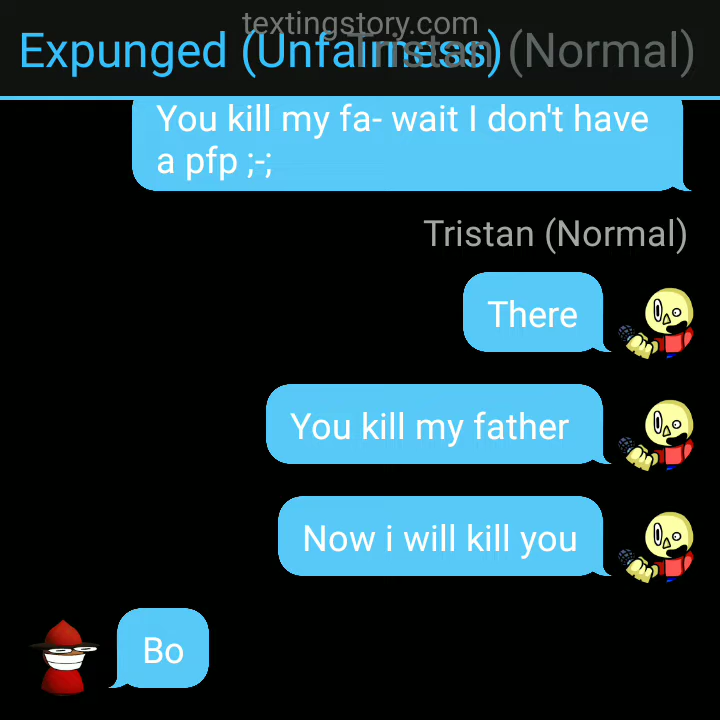 textingstory.com
Expunged (Unfairness)
Tristan (Normal)
You kill my fa- wait I don't have
a pfp ;-;
Tristan (Normal)
There
You kill my father
Now i will kill you
Bo